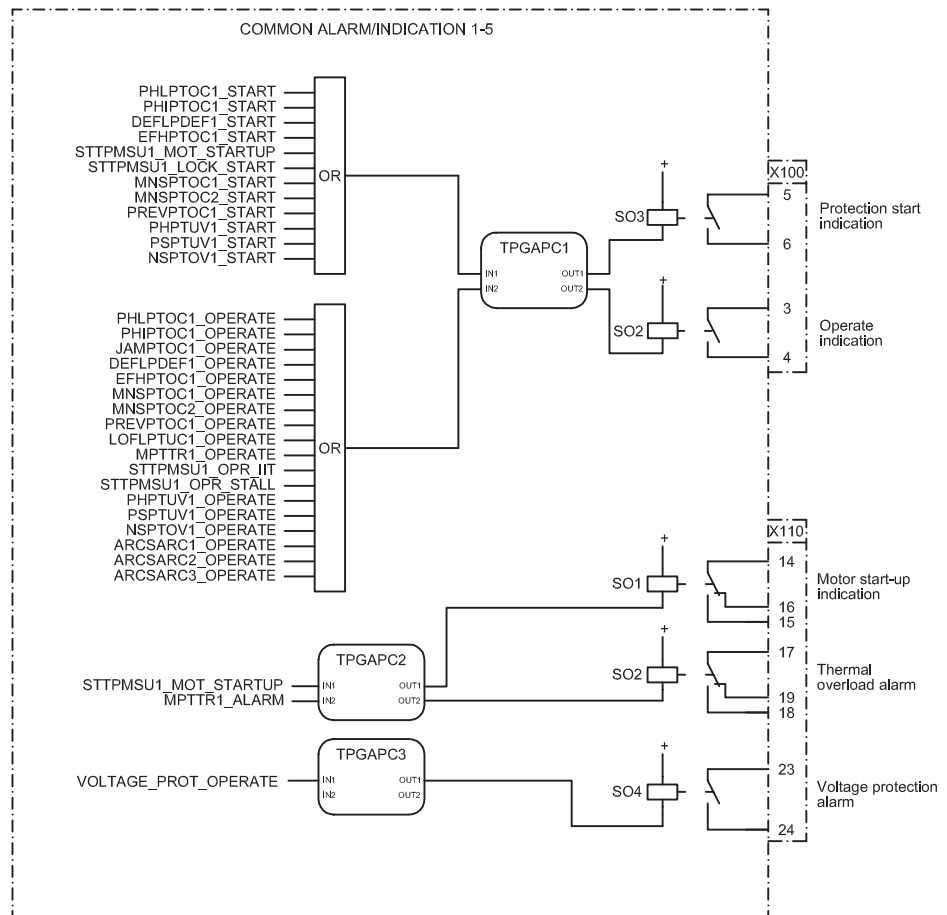 COMMON ALARM/INDICATION 1-5
PHLPTOC1_START
PHIPTOC1_START
DEFLPDEF1_START
EFHPTOC1_START
STTPMSU1_MOT_STARTUP
STTPMSU1_LOCK_START
MNSPTOC1_START
MNSPTOC2_START
PREVPTOC1_START
PHPTUV1_START
PSPTUV1_START
NSPTOV1_START
OR
PHLPTOC1_OPERATE
PHIPTOC1_OPERATE
JAMPTOC1_OPERATE
DEFLPDEF1_OPERATE
EFHPTOC1_OPERATE
MNSPTOC1_OPERATE
MNSPTOC2_OPERATE
PREVPTOC1_OPERATE
LOFLPTUC1_OPERATE
MPTTR1_OPERATE
STTPMSU1_OPR_IIT
STTPMSU1_OPR_STALL
PHPTUV1_OPERATE
PSPTUV1_OPERATE
NSPTOV1_OPERATE
ARCSARC1_OPERATE
ARCSARC2_OPERATE
ARCSARC3_OPERATE
OR
TPGAPC1
IN1
IN2
OUT1
OUT2
+
SO3
X100
5
6
Protection start
indication
+
SO2
3
4
Operate
indication
STTPMSU1_MOT_STARTUP
MPTTR1_ALARM
TPGAPC2
IN1
IN2
OUT1
OUT2
+
SO1
X110
14
16
15
Motor start-up
indication
+
SO2
17
19
18
Thermal
overload alarm
VOLTAGE_PROT_OPERATE
TPGAPC3
IN1
IN2
OUT1
OUT2
+
SO4
23
24
Voltage protection
alarm